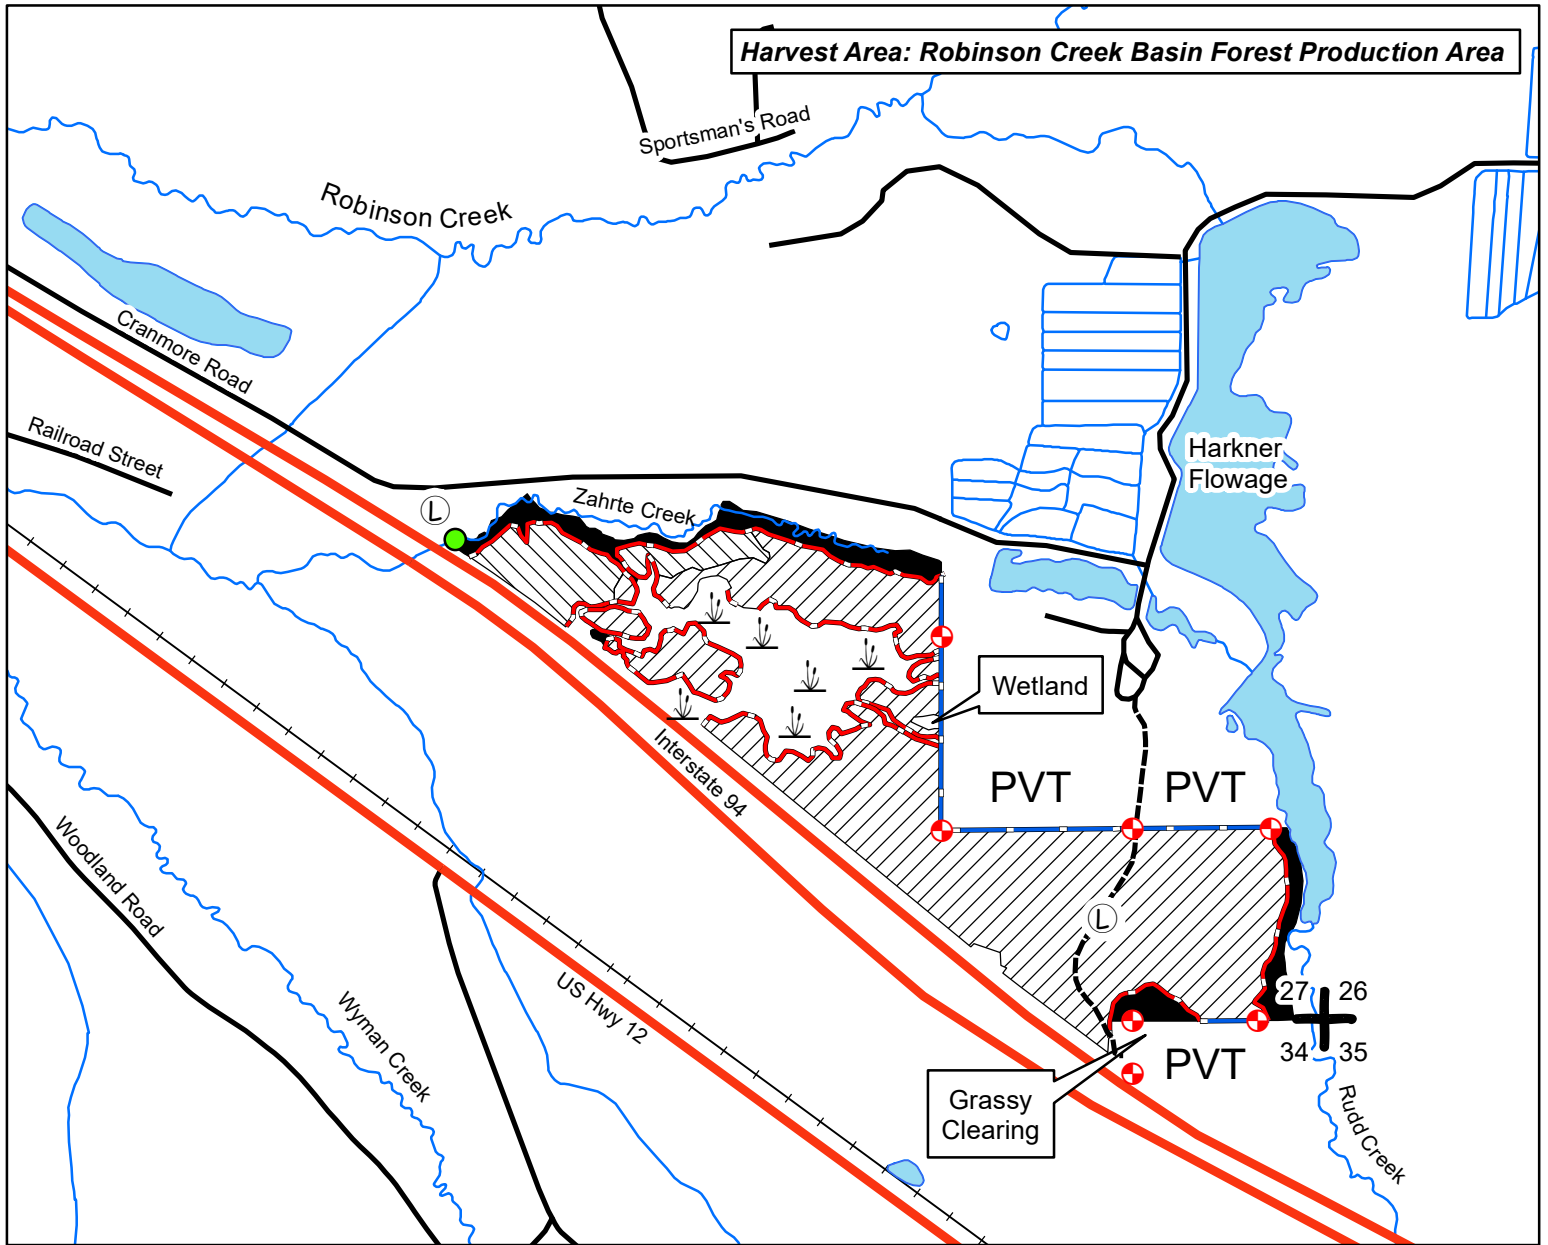 Harvest Area: Robinson Creek Basin Forest Production Area
Sportsman's Road
Robinson Creek
Cranmore Road
Railroad Street
Harkner
Flowage
L
Zahrte Creek
Wetland
Interstate 94
PVT
PVT
Woodland Road
L
US Hwy 12
Wyman Creek
27
26
34
35
PVT
Grassy
Clearing
Rudd Creek